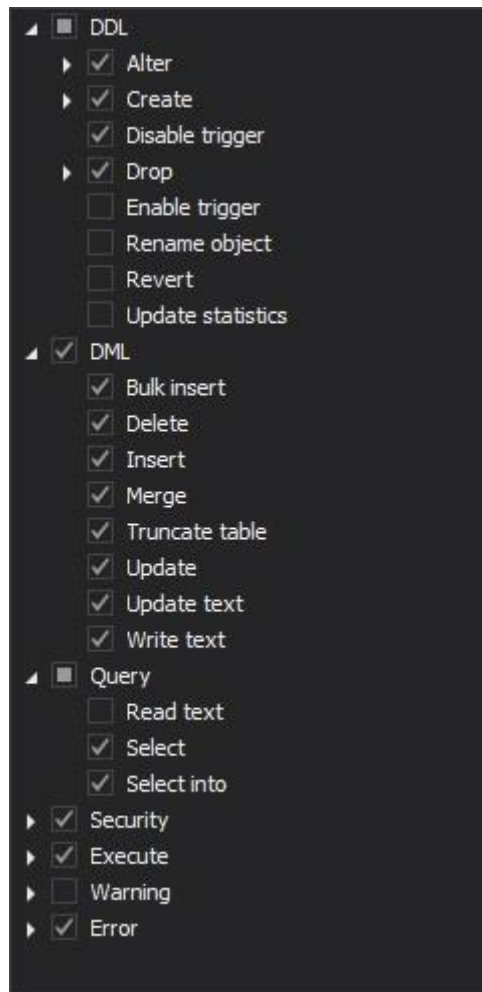 DDL
Alter
Create
Disable trigger
Drop
Enable trigger
Rename object
Revert
Update statistics
DML
Bulk insert
Delete
Insert
Merge
Truncate table
Update
Update text
Write text
Query
Read text
Select
Select into
Security
Execute
Warning
Error